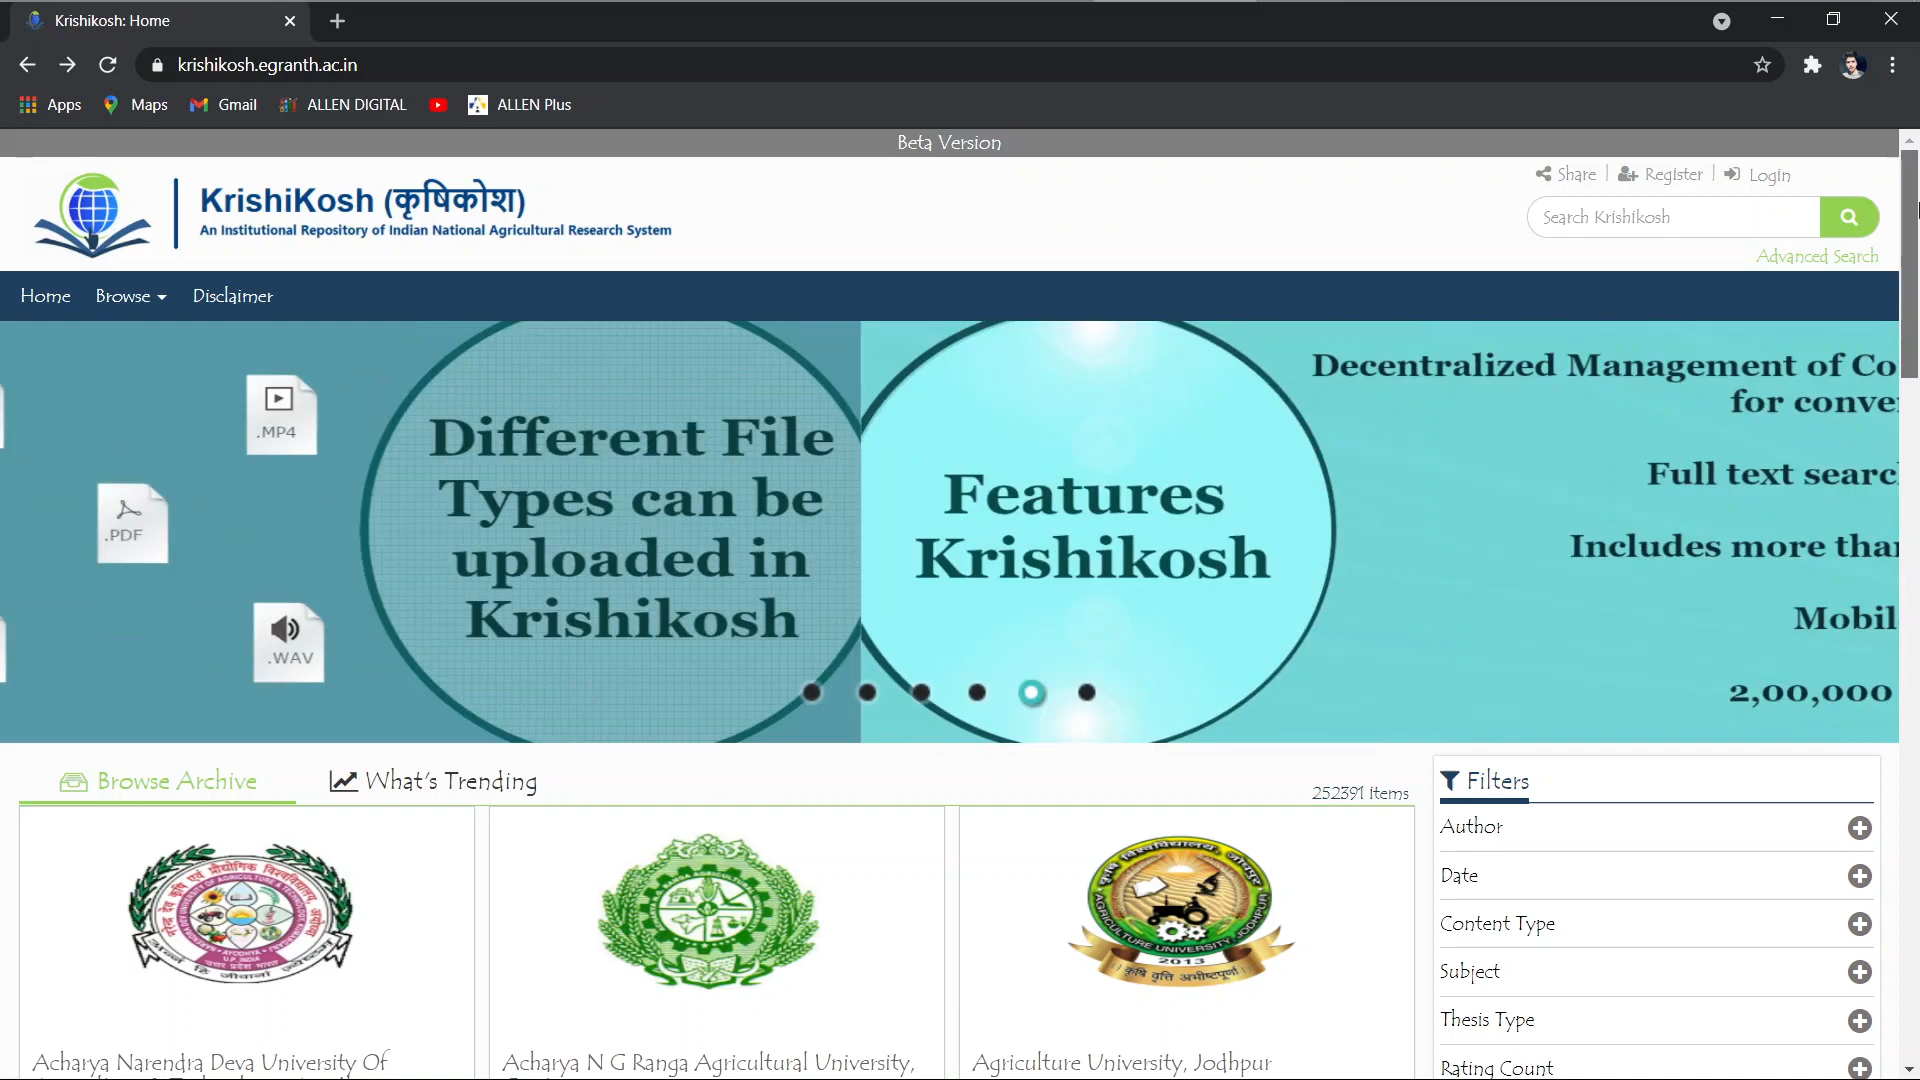 Krishikosh: Home
krishikosh.egranth.ac.in
Apps Maps Gmail ALLEN DIGITAL ALLEN Plus
Beta Version
Share | Register | Login
KrishiKosh (कृषिकोश)
An Institutional Repository of Indian National Agricultural Research System
Search Krishikosh
Advanced Search
Home Browse Disclaimer
.MP4
.PDF
.WAV
Different File
Types can be
uploaded in
Krishikosh
Features
Krishikosh
Decentralized Management of Co
for conve
Full text searc
Includes more tha
Mobil
2,00,000
Browse Archive What's Trending 252391 items
AGRICULTURE UNIVERSITY, JODHPUR
2013
Acharya Narendra Deva University Of
Acharya N G Ranga Agricultural University,
Agriculture University, Jodhpur
Filters
Author
Date
Content Type
Subject
Thesis Type
Rating Count